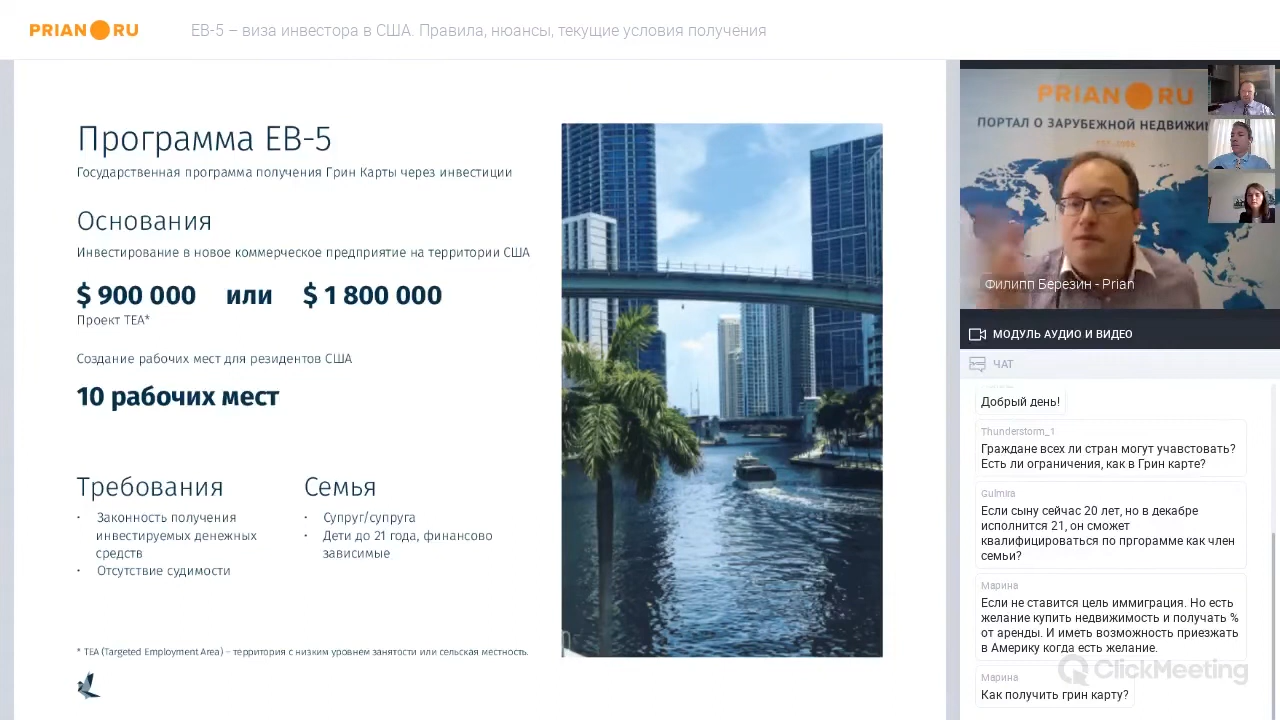 PRIAN RU
EB-5 – виза инвестора в США. Правила, нюансы, текущие условия получения
Программа EB-5
Государственная программа получения Грин Карты через инвестиции
Основания
Инвестирование в новое коммерческое предприятие на территории США
$ 900 000 или $ 1 800 000
Проект TEA*
Создание рабочих мест для резидентов США
10 рабочих мест
Требования
• Законность получения
инвестируемых денежных
средств
• Отсутствие судимости
Семья
• Супруг/супруга
• Дети до 21 года, финансово
зависимые
* TEA (Targeted Employment Area) – территория с низким уровнем занятости или сельская местность.
PRIAN RU
ПОРТАЛ О ЗАРУБЕЖНОЙ НЕДВИЖИМ
Филипп Березин - Prian
МОДУЛЬ АУДИО И ВИДЕО
ЧАТ
Добрый день!
Thunderstorm_1
Граждане всех ли стран могут учавстовать?
Есть ли ограничения, как в Грин карте?
Gulmira
Если сыну сейчас 20 лет, но в декабре
исполнится 21, он сможет
квалифицироваться по пргорамме как член
семьи?
Марина
Если не ставится цель иммиграция. Но есть
желание купить недвижимость и получать %
от аренды. И иметь возможность приезжать
в Америку когда есть желание.
ClickMeeting
Марина
Как получить грин карту?